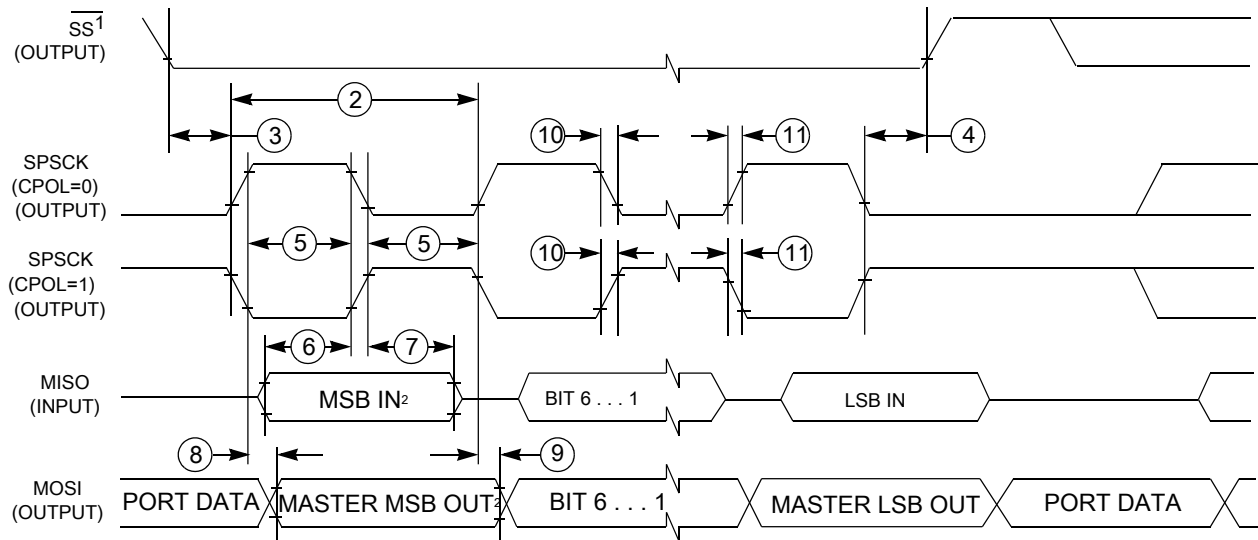 SS1
(OUTPUT)
2
3
10
11
4
SPSCK
(CPOL=0)
(OUTPUT)
5
5
SPSCK
(CPOL=1)
(OUTPUT)
10
11
6
7
MISO
(INPUT)
MSB IN2
BIT 6 . . . 1
LSB IN
8
9
MOSI
(OUTPUT)
PORT DATA
MASTER MSB OUT2
BIT 6 . . . 1
MASTER LSB OUT
PORT DATA